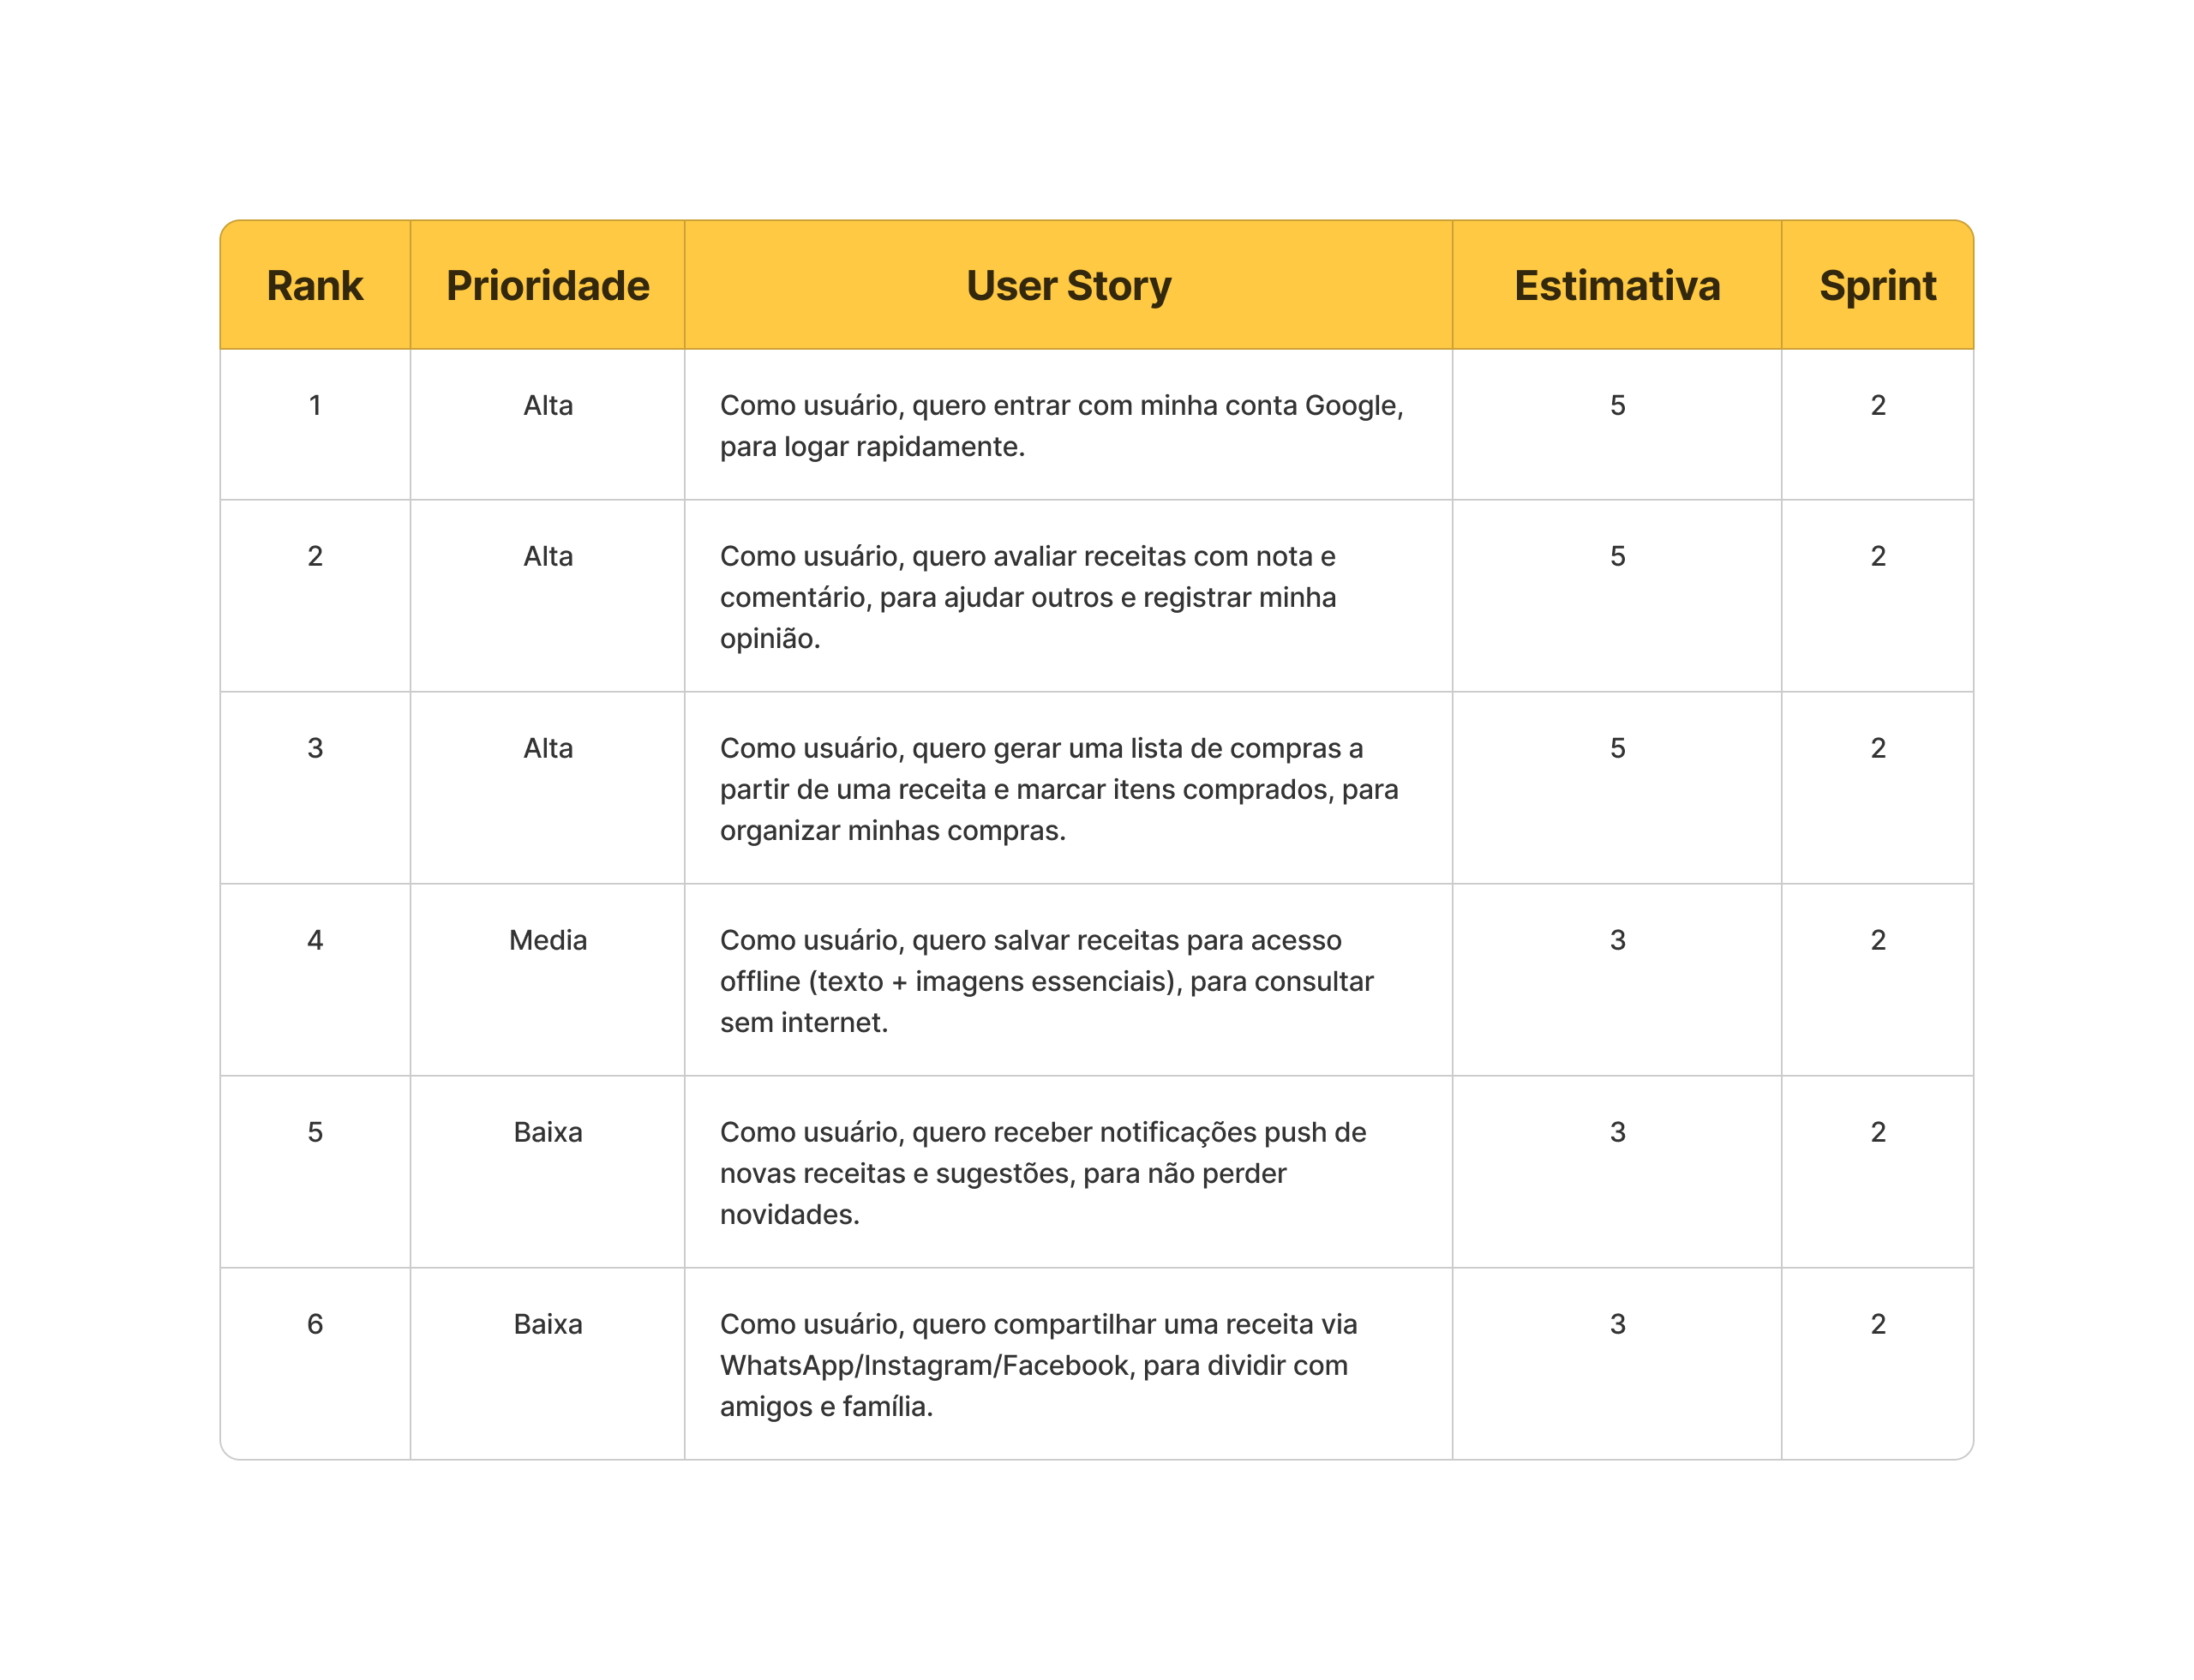 Rank Prioridade User Story Estimativa Sprint
1 Alta Como usuário, quero entrar com minha conta Google, 5 2
para logar rapidamente.
2 Alta Como usuário, quero avaliar receitas com nota e 5 2
comentário, para ajudar outros e registrar minha
opinião.
3 Alta Como usuário, quero gerar uma lista de compras a 5 2
partir de uma receita e marcar itens comprados, para
organizar minhas compras.
4 Media Como usuário, quero salvar receitas para acesso 3 2
offline (texto + imagens essenciais), para consultar
sem internet.
5 Baixa Como usuário, quero receber notificações push de 3 2
novas receitas e sugestões, para não perder
novidades.
6 Baixa Como usuário, quero compartilhar uma receita via 3 2
WhatsApp/Instagram/Facebook, para dividir com
amigos e família.